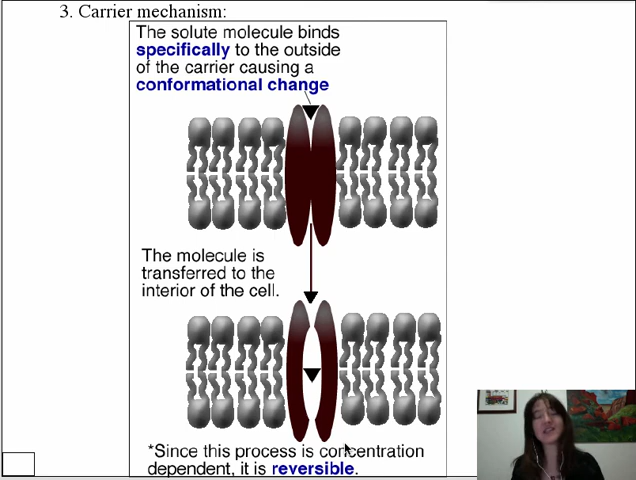 3. Carrier mechanism:
The solute molecule binds
specifically to the outside
of the carrier causing a
conformational change
The molecule is
transferred to the
interior of the cell.
*Since this process is concentration
dependent, it is reversible.